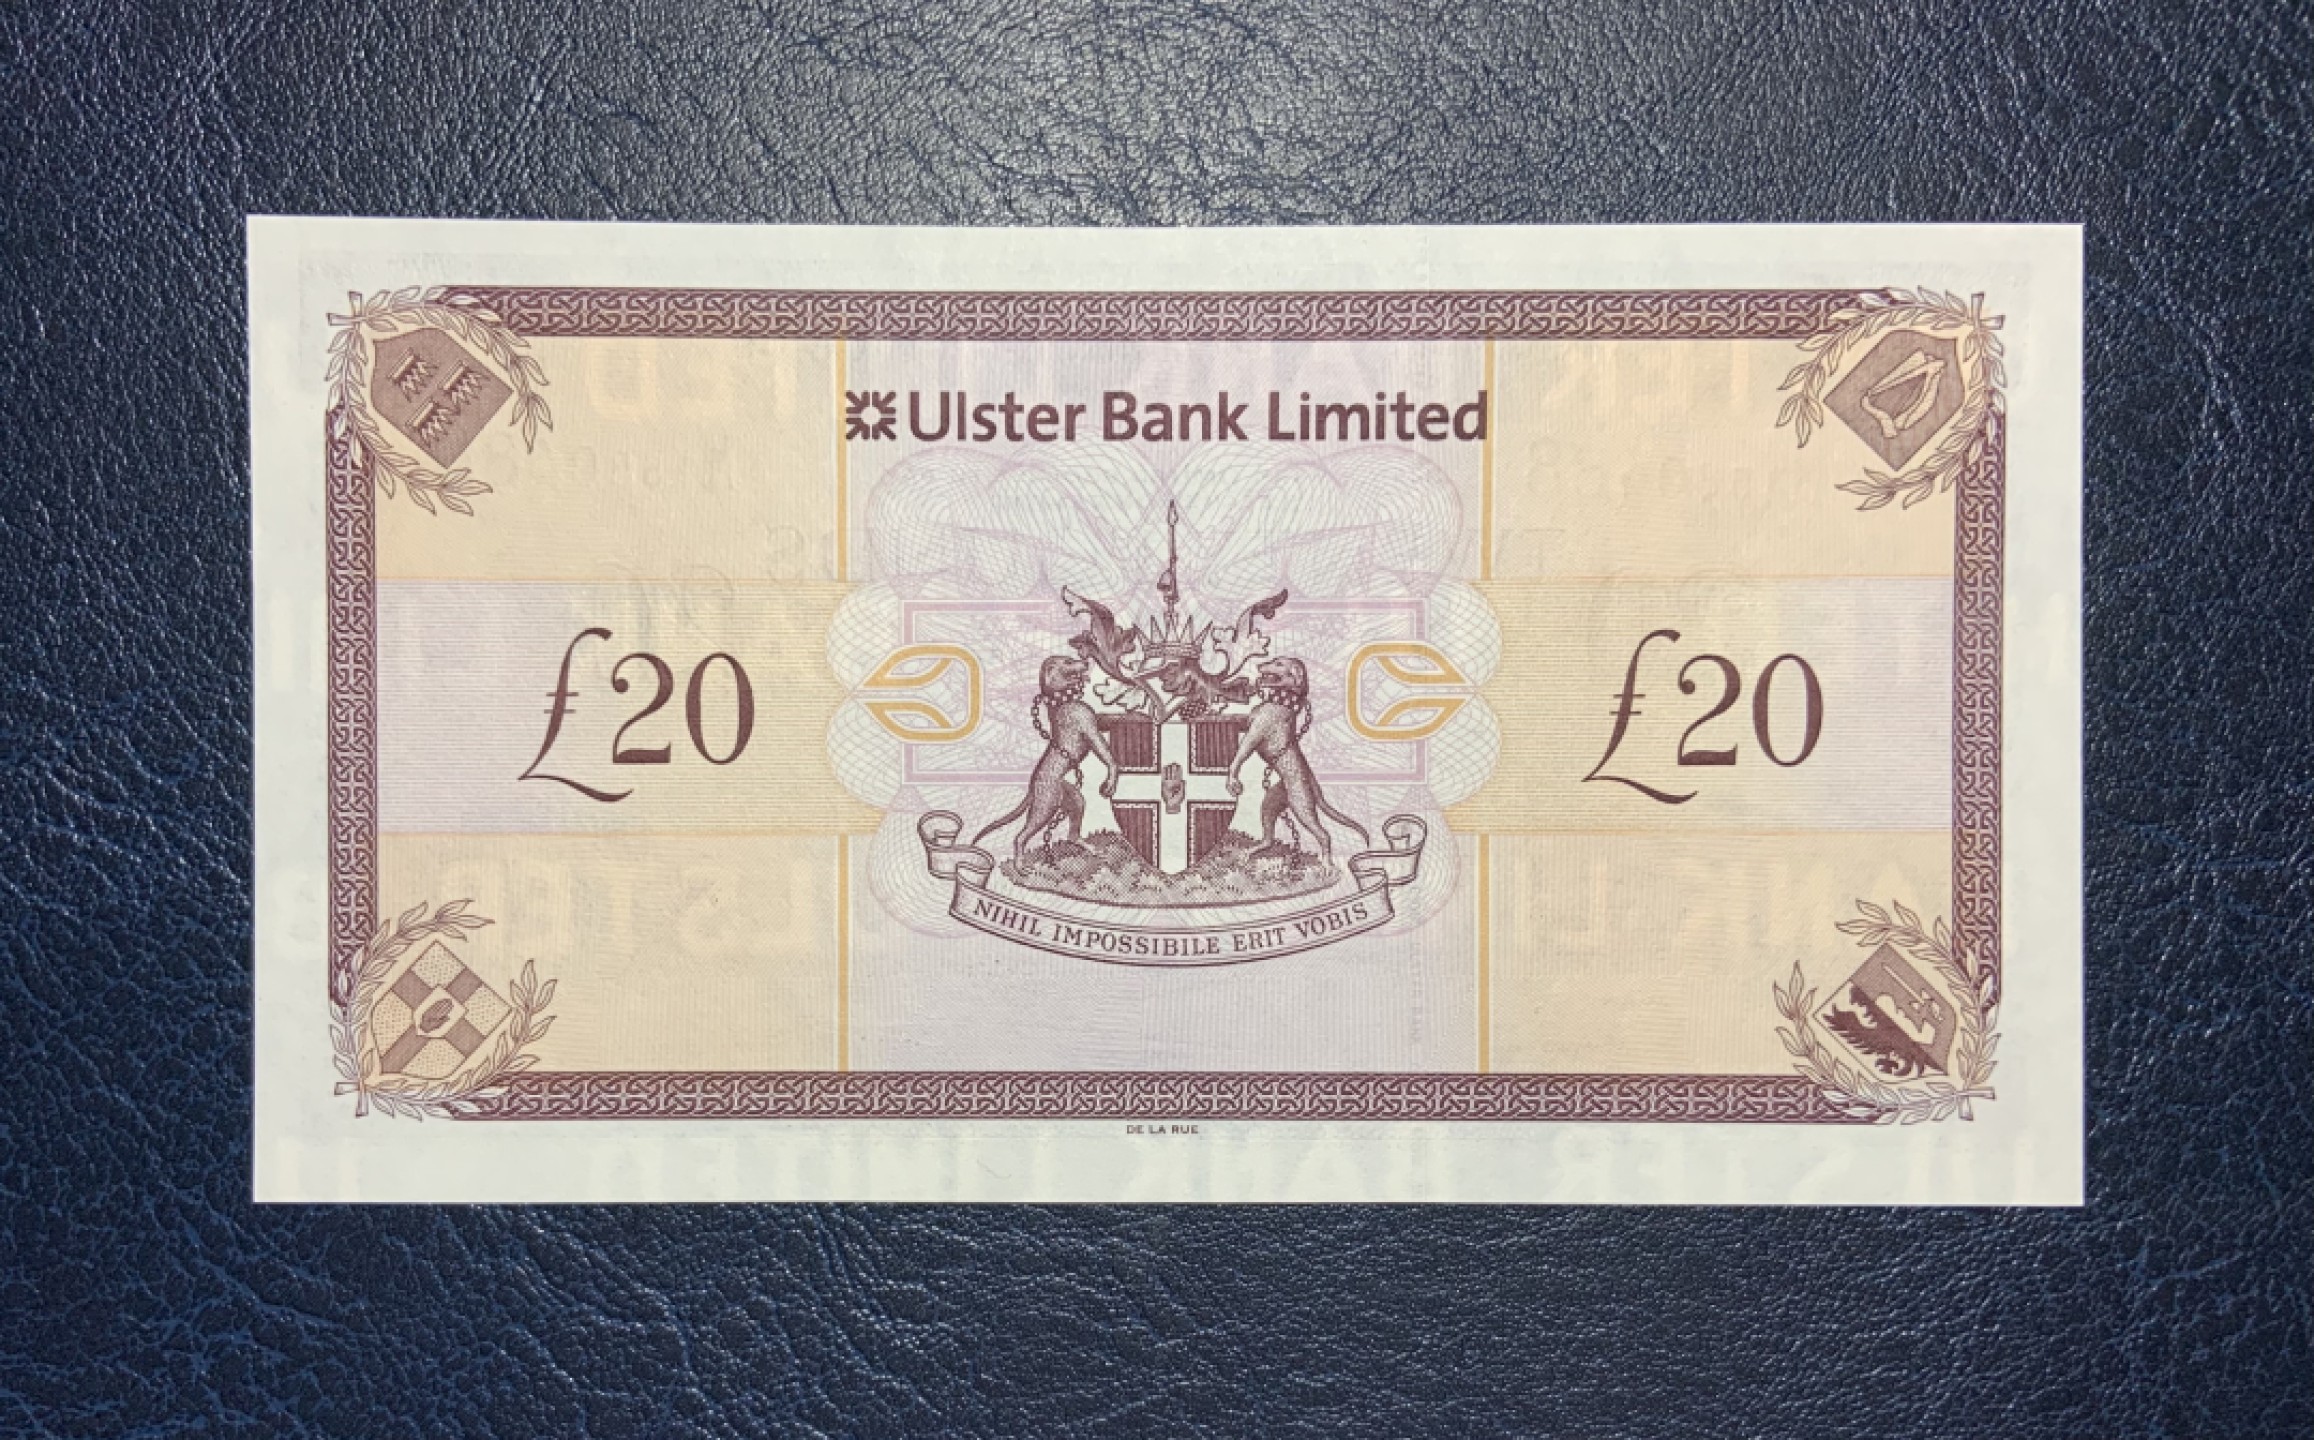 Ulster Bank Limited
£20
£20
NIHIL IMPOSSIBILE ERIT VOBIS
DE LA RUE